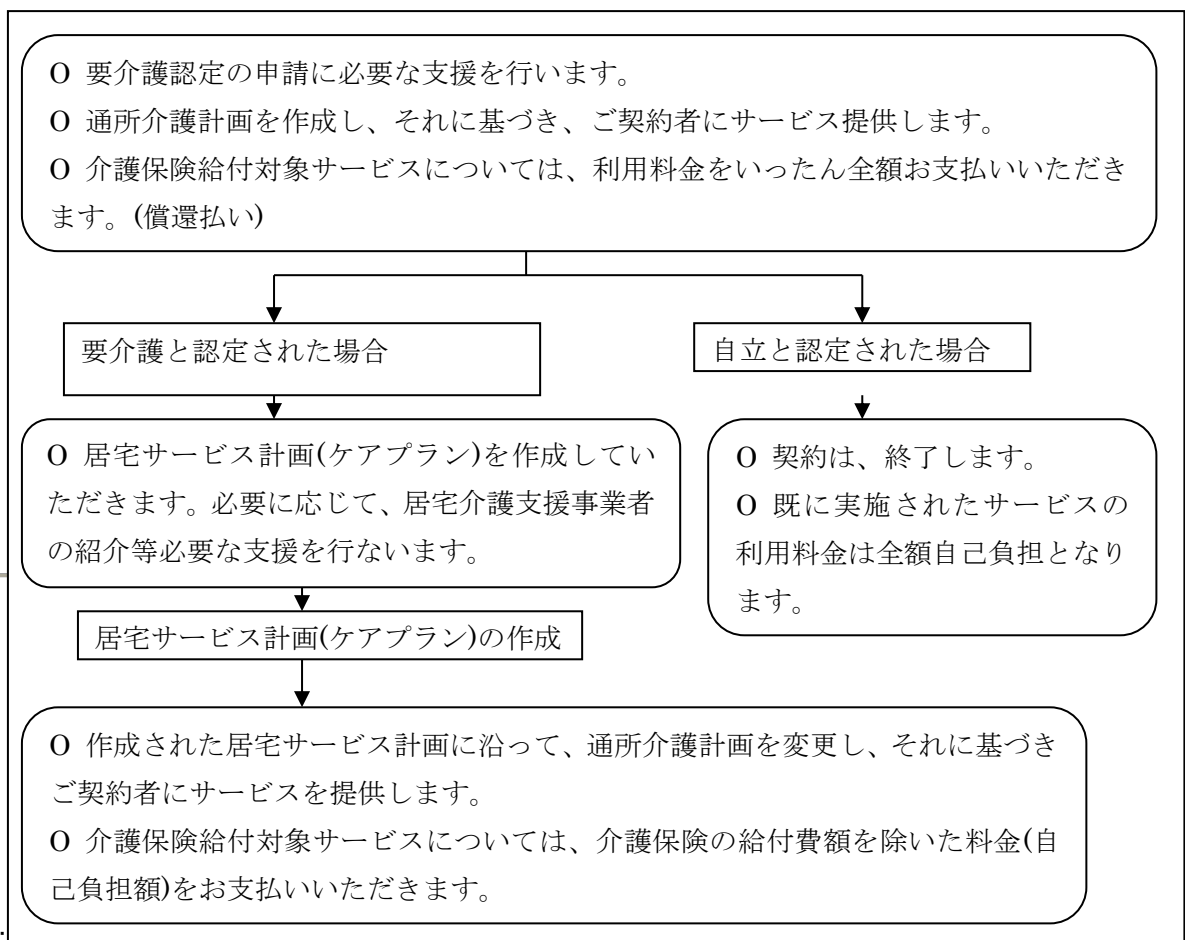 O 要介護認定の申請に必要な支援を行います。
O 通所介護計画を作成し、それに基づき、ご契約者にサービス提供します。
O 介護保険給付対象サービスについては、利用料金をいったん全額お支払いいただき
ます。(償還払い)
要介護と認定された場合
自立と認定された場合
O 居宅サービス計画(ケアプラン)を作成してい
ただきます。必要に応じて、居宅介護支援事業者
の紹介等必要な支援を行ないます。
O 契約は、終了します。
O 既に実施されたサービスの
利用料金は全額自己負担となり
ます。
居宅サービス計画(ケアプラン)の作成
O 作成された居宅サービス計画に沿って、通所介護計画を変更し、それに基づき
ご契約者にサービスを提供します。
O 介護保険給付対象サービスについては、介護保険の給付費額を除いた料金(自
己負担額)をお支払いいただきます。
.